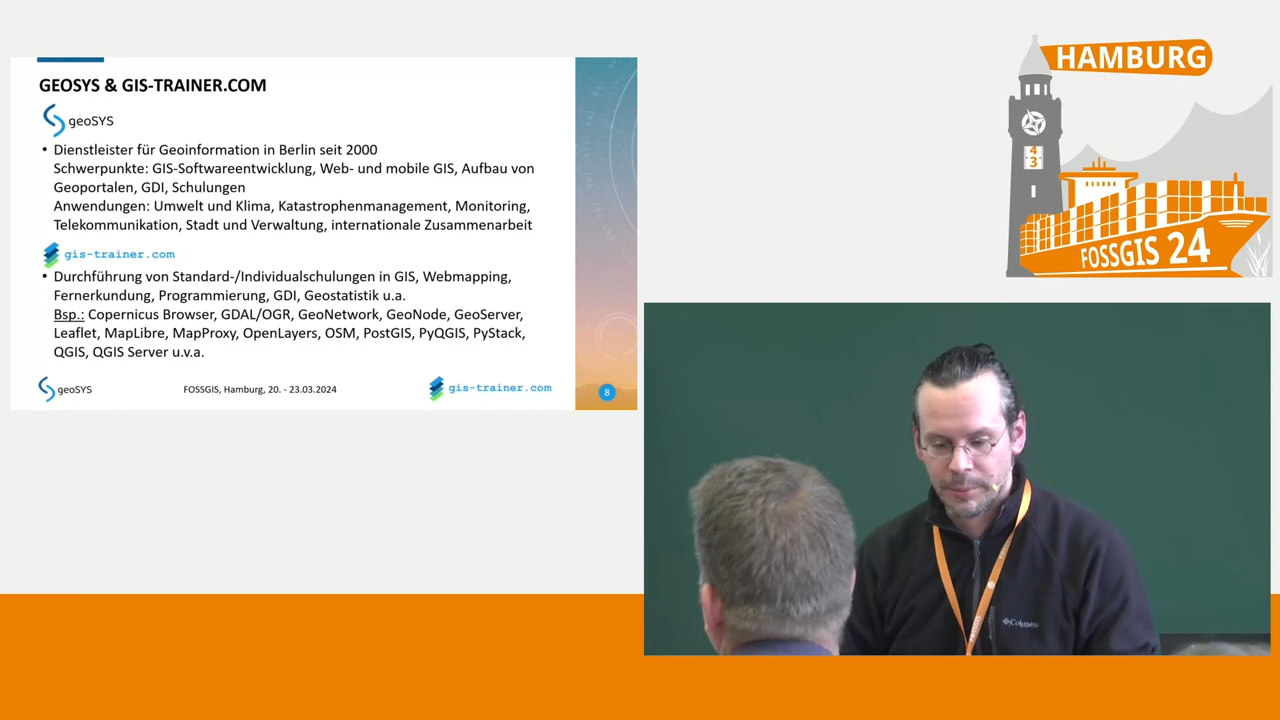 GEOSYS & GIS-TRAINER.COM
geoSYS
• Dienstleister für Geoinformation in Berlin seit 2000
Schwerpunkte: GIS-Softwareentwicklung, Web- und mobile GIS, Aufbau von
Geoportalen, GDI, Schulungen
Anwendungen: Umwelt und Klima, Katastrophenmanagement, Monitoring,
Telekommunikation, Stadt und Verwaltung, internationale Zusammenarbeit
gis-trainer.com
• Durchführung von Standard-/Individualschulungen in GIS, Webmapping,
Fernerkundung, Programmierung, GDI, Geostatistik u.a.
Bsp.: Copernicus Browser, GDAL/OGR, GeoNetwork, GeoNode, GeoServer,
Leaflet, MapLibre, MapProxy, OpenLayers, OSM, PostGIS, PyQGIS, PyStack,
QGIS, QGIS Server u.v.a.
geoSYS
FOSSGIS, Hamburg, 20. - 23.03.2024
gis-trainer.com
8
HAMBURG
4
3
FOSSGIS 24
Columbia